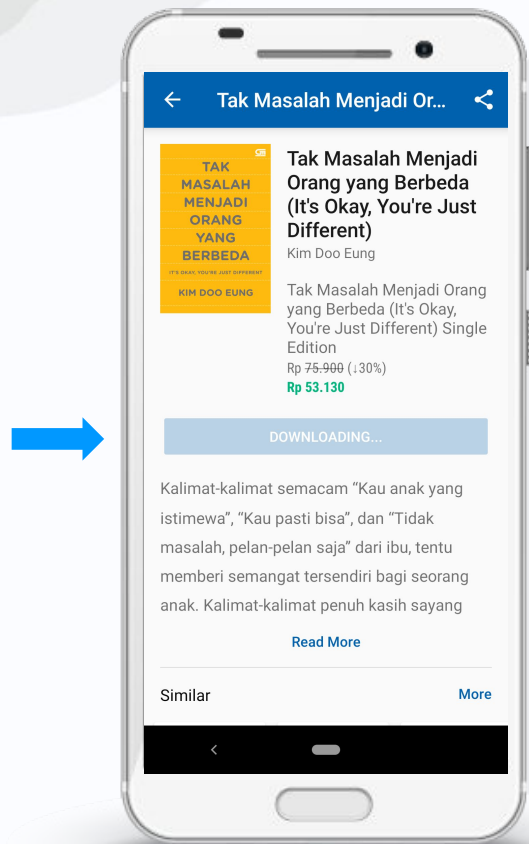 Tak Masalah Menjadi Or...
TAK
MASALAH
MENJADI
ORANG
YANG
BERBEDA
IT'S OKAY, YOU'RE JUST DIFFERENT
KIM DOO EUNG
Tak Masalah Menjadi
Orang yang Berbeda
(It's Okay, You're Just
Different)
Kim Doo Eung
Tak Masalah Menjadi Orang
yang Berbeda (It's Okay,
You're Just Different) Single
Edition
Rp 75.900 (↓30%)
Rp 53.130
DOWNLOADING...
Kalimat-kalimat semacam “Kau anak yang
istimewa”, “Kau pasti bisa”, dan “Tidak
masalah, pelan-pelan saja” dari ibu, tentu
memberi semangat tersendiri bagi seorang
anak. Kalimat-kalimat penuh kasih sayang
Read More
Similar
More